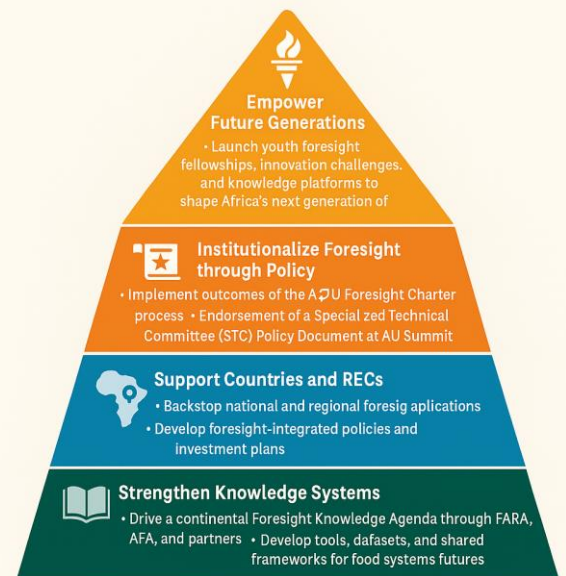 Empower
Future Generations
• Launch youth foresight
fellowships, innovation challenges.
and knowledge platforms to
shape Africa's next generation of
Institutionalize Foresight
through Policy
• Implement outcomes of the AU Foresight Charter
process • Endorsement of a Special zed Technical
Committee (STC) Policy Document at AU Summit
Support Countries and RECs
• Backstop national and regional foresig aplications
• Develop foresight-integrated policies and
investment plans
Strengthen Knowledge Systems
• Drive a continental Foresight Knowledge Agenda through FARA,
AFA, and partners • Develop tools, dafasets, and shared
frameworks for food systems futures